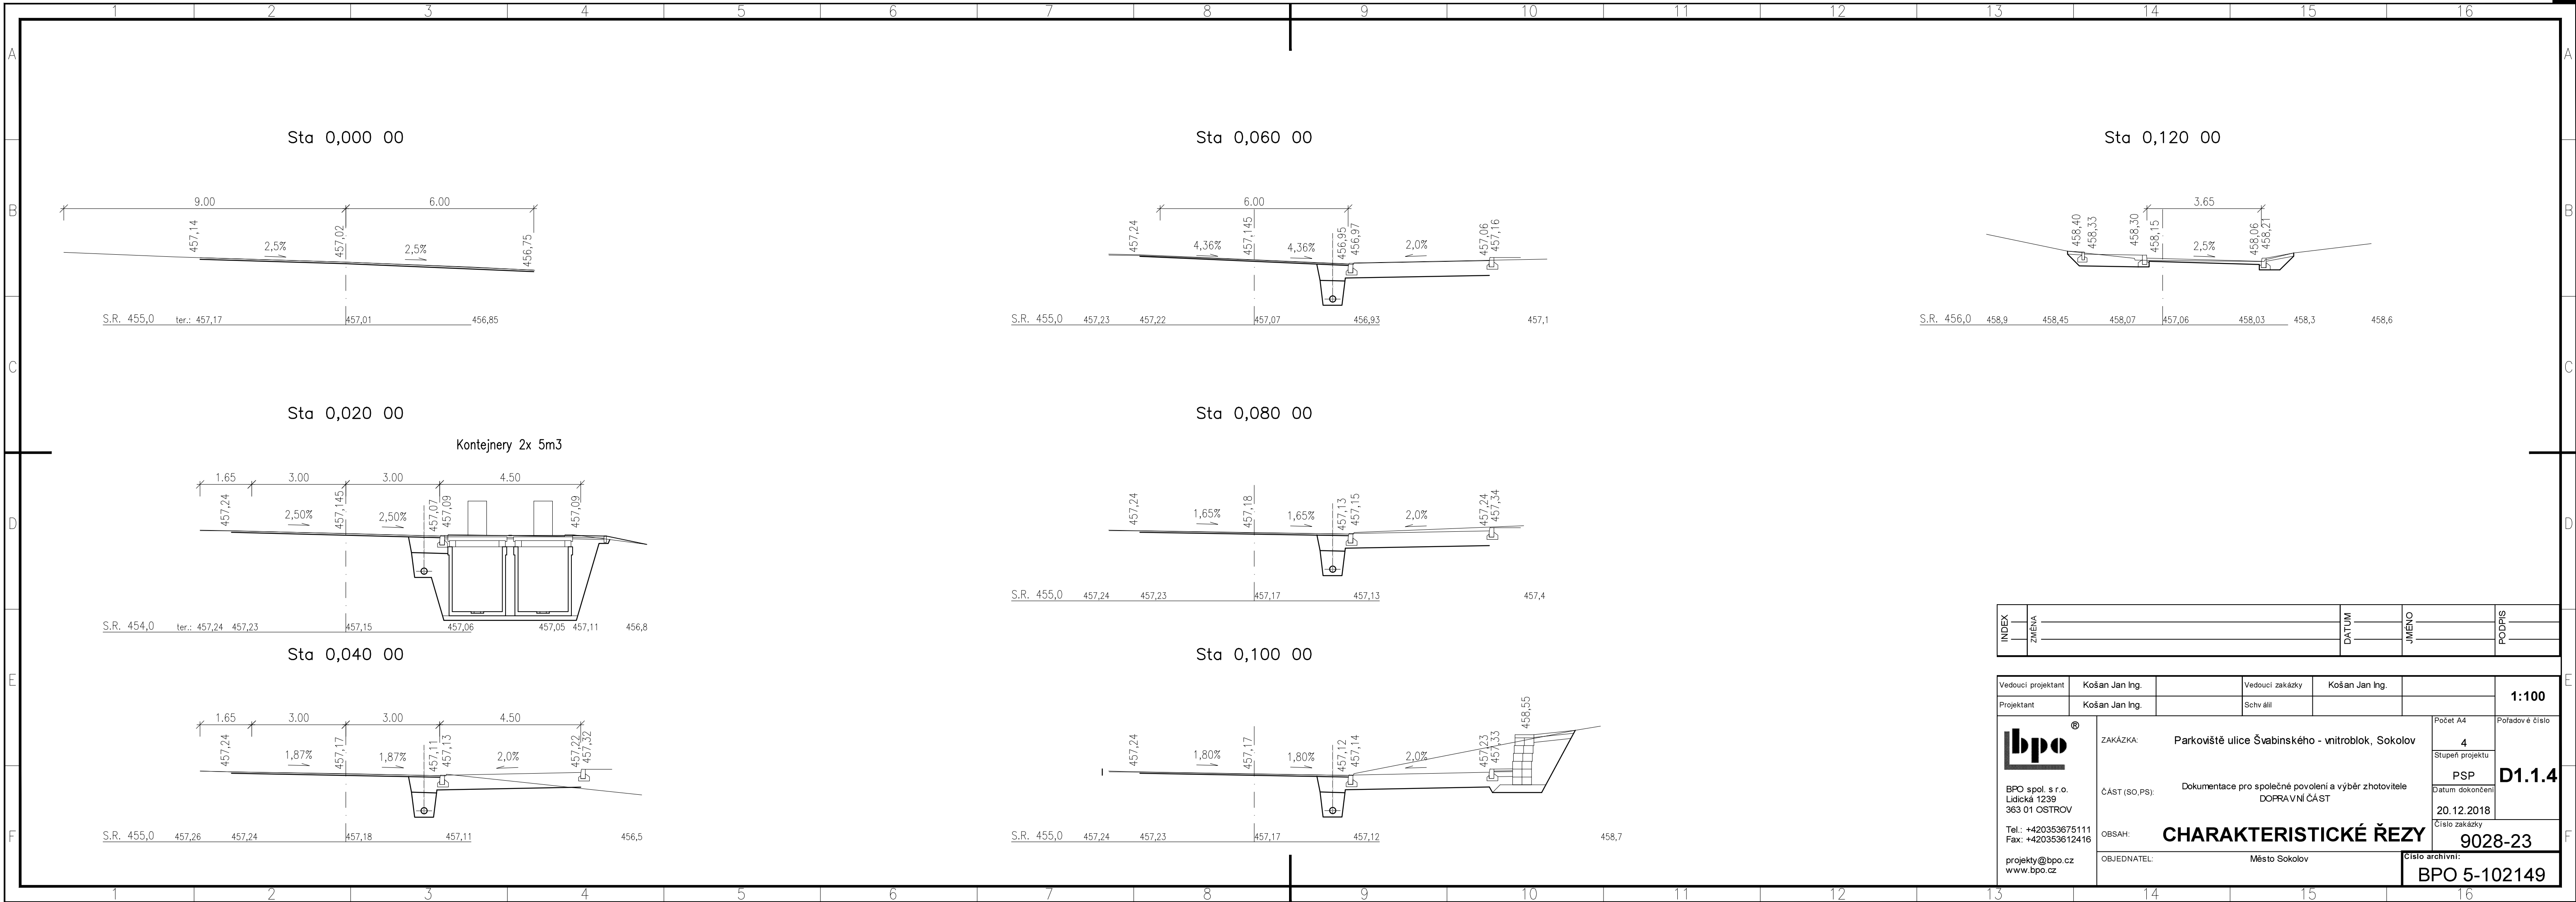 1 2 3 4 5 6 7 8 9 10 11 12 13 14 15 16
A A
B B
C C
D D
E E
F F
Sta 0,000 00
9.00 6.00
457,14 457,02 456,75
2,5% 2,5%
S.R. 455,0 ter.: 457,17 457,01 456,85
Sta 0,020 00
Kontejnery 2x 5m3
1.65 3.00 3.00 4.50
457,24 457,145 457,07 457,09 457,09
2,50% 2,50%
S.R. 454,0 ter.: 457,24 457,23 457,15 457,06 457,05 457,11 456,8
Sta 0,040 00
1.65 3.00 3.00 4.50
457,24 457,17 457,11 457,13 457,22 457,32
1,87% 1,87% 2,0%
S.R. 455,0 457,26 457,24 457,18 457,11 456,5
Sta 0,060 00
6.00
457,24 457,145 456,95 456,97 457,06 457,16
4,36% 4,36% 2,0%
S.R. 455,0 457,23 457,22 457,07 456,93 457,1
Sta 0,080 00
457,24 457,18 457,13 457,15 457,24 457,34
1,65% 1,65% 2,0%
S.R. 455,0 457,24 457,23 457,17 457,13 457,4
Sta 0,100 00
457,24 457,17 457,12 457,14 457,23 457,33 458,55
1,80% 1,80% 2,0%
S.R. 455,0 457,24 457,23 457,17 457,12 458,7
Sta 0,120 00
3.65
458,40 458,33 458,30 458,15 458,06 458,21
2,5%
S.R. 456,0 458,9 458,45 458,07 457,06 458,03 458,3 458,6
INDEX ZMĚNA DATUM JMÉNO PODPIS
Vedoucí projektant Košan Jan Ing. Vedoucí zakázky Košan Jan Ing. 1:100
Projektant Košan Jan Ing. Schválil
bpo ®
BPO spol. s r.o.
Lidická 1239
363 01 OSTROV
Tel.: +420353675111
Fax: +420353612416
projekty@bpo.cz
www.bpo.cz
ZAKÁZKA: Parkoviště ulice Švabinského - vnitroblok, Sokolov
ČÁST (SO,PS): Dokumentace pro společné povolení a výběr zhotovitele
DOPRAVNÍ ČÁST
OBSAH: CHARAKTERISTICKÉ ŘEZY
OBJEDNATEL: Město Sokolov
Počet A4
4
Stupeň projektu
PSP
Datum dokončení
20.12.2018
Pořadové číslo
D1.1.4
Číslo zakázky
9028-23
Číslo archivní:
BPO 5-102149
1 2 3 4 5 6 7 8 9 10 11 12 13 14 15 16